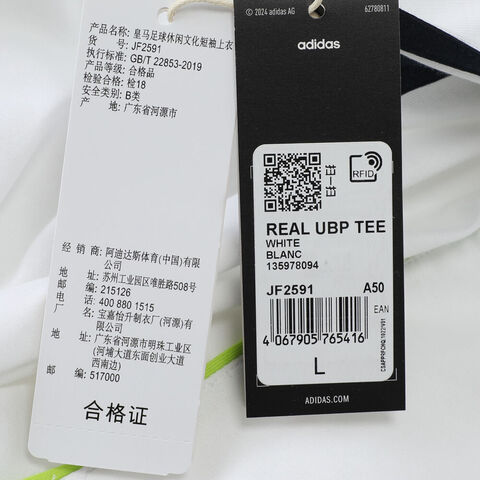 产品名称: 皇马足球休闲文化短袖上衣
货 号: JF2591
执行标准: GB/T 22853-2019
产品等级: 合格品
检验合格: 检18
安全类别: B类
产 地: 广东省河源市
经 销 商: 阿迪达斯体育(中国)有限
公司
地 址: 苏州工业园区唯胜路508号
邮 编: 215126
电 话: 400 880 1515
厂 名: 宝嘉怡升制衣厂(河源)有
限公司
地 址: 广东省河源市明珠工业区
(河埔大道东面创业大道
西南边)
邮 编: 517000
合格证
© 2024 adidas AG
62780811
adidas
RFID
REAL UBP TEE
WHITE
BLANC
135978094
JF2591 A50
EAN
4 067905 765416
L
ADIDAS.COM